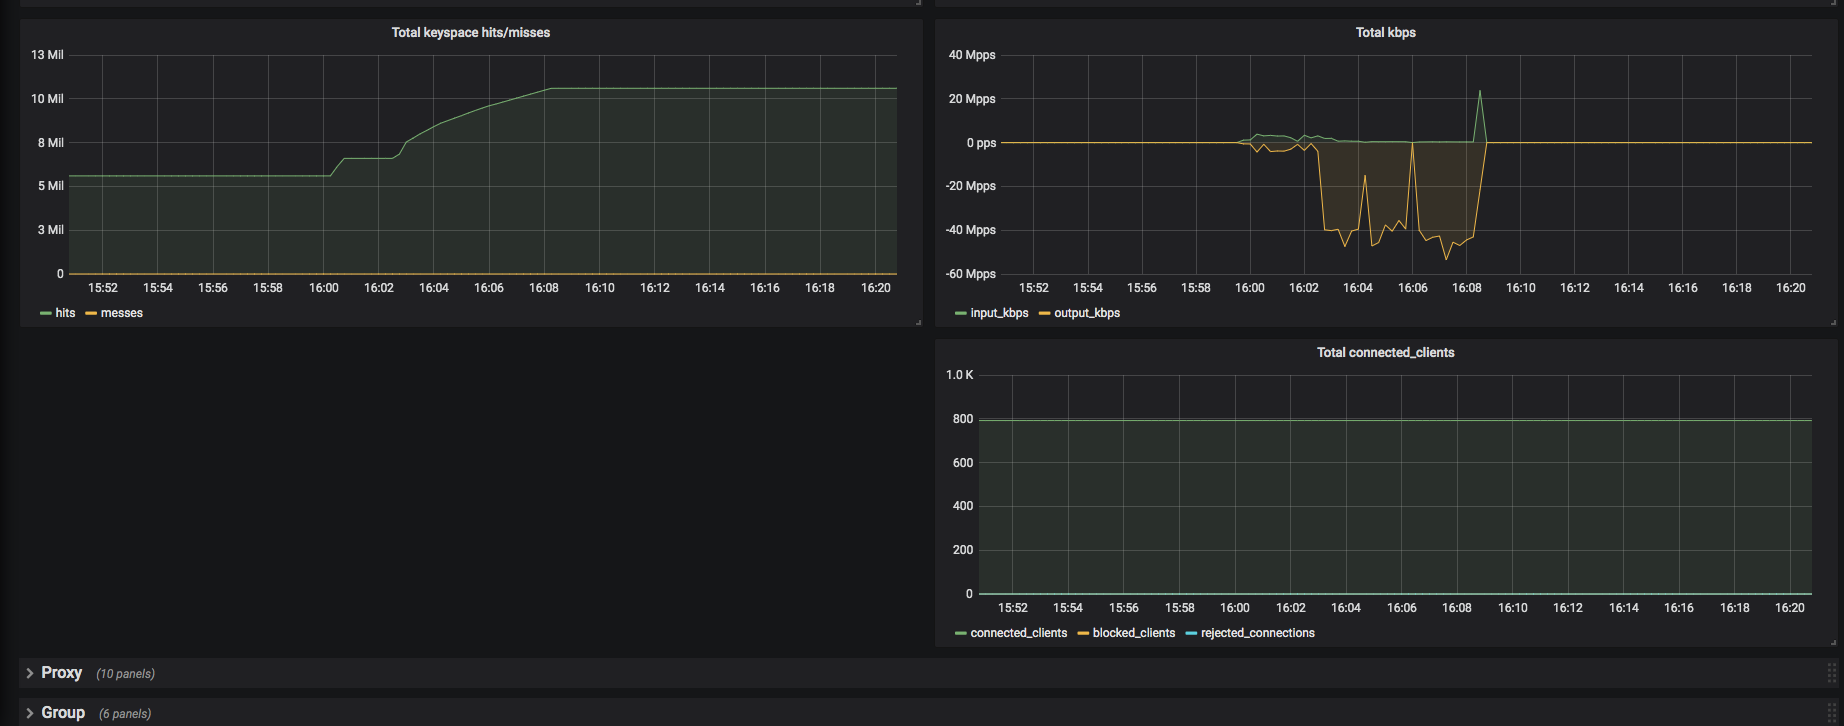 Total keyspace hits/misses
13 Mil
10 Mil
8 Mil
5 Mil
3 Mil
0
15:52 15:54 15:56 15:58 16:00 16:02 16:04 16:06 16:08 16:10 16:12 16:14 16:16 16:18 16:20
hits messes
Total kbps
40 Mpps
20 Mpps
0 pps
-20 Mpps
-40 Mpps
-60 Mpps
15:52 15:54 15:56 15:58 16:00 16:02 16:04 16:06 16:08 16:10 16:12 16:14 16:16 16:18 16:20
input_kbps output_kbps
Total connected_clients
1.0 K
800
600
400
200
0
15:52 15:54 15:56 15:58 16:00 16:02 16:04 16:06 16:08 16:10 16:12 16:14 16:16 16:18 16:20
connected_clients blocked_clients rejected_connections
Proxy (10 panels)
Group (6 panels)